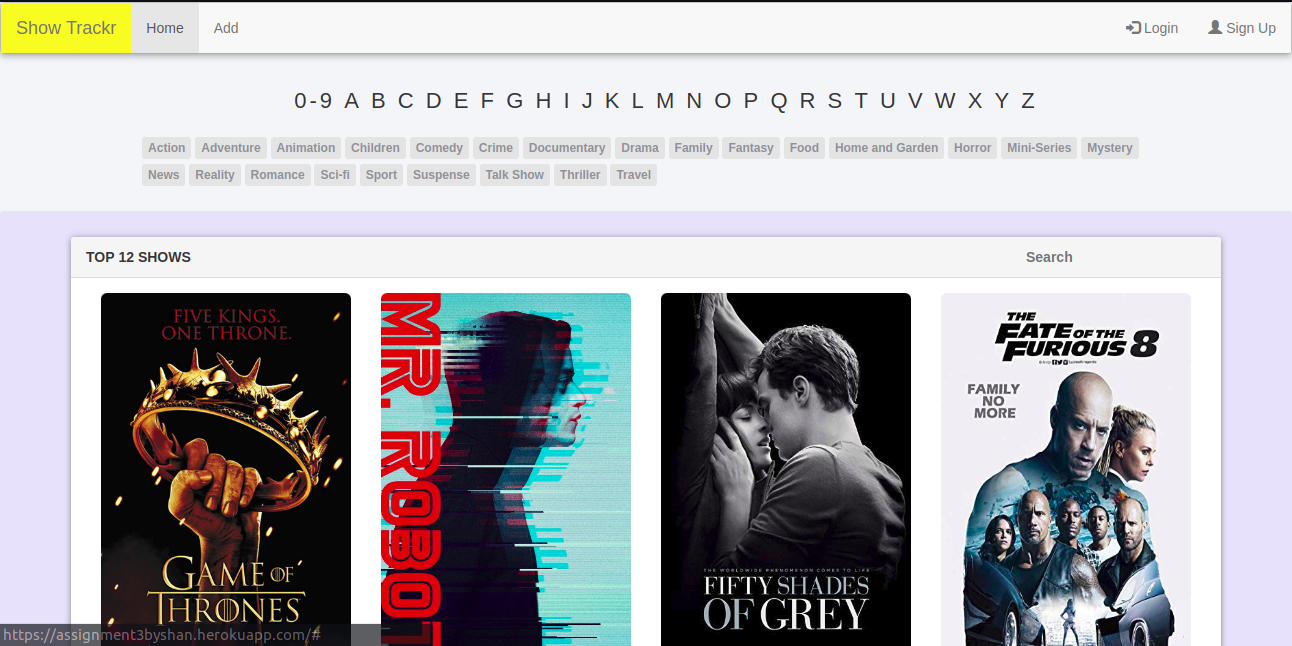 Show Trackr Home Add Login Sign Up
0-9 A B C D E F G H I J K L M N O P Q R S T U V W X Y Z
Action Adventure Animation Children Comedy Crime Documentary Drama Family Fantasy Food Home and Garden Horror Mini-Series Mystery
News Reality Romance Sci-fi Sport Suspense Talk Show Thriller Travel
TOP 12 SHOWS Search
FIVE KINGS.
ONE THRONE.
GAME OF
THRONES
MR. ROBOT
THE WORLDWIDE PHENOMENON COMES TO LIFE
FIFTY SHADES
OF GREY
THE
FATE OF THE
FURIOUS 8
FAMILY
NO
MORE
https://assignment3byshan.herokuapp.com/#